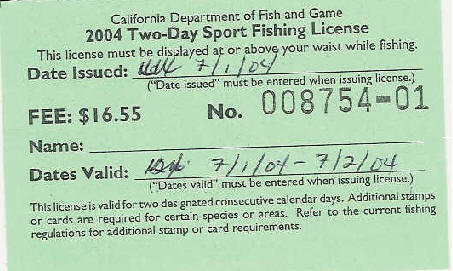 California Department of Fish and Game
2004 Two-Day Sport Fishing License
This license must be displayed at or above your waist while fishing.
Date Issued: 7/1/04
("Date issued" must be entered when issuing license.)
FEE: $16.55 No. 008754-01
Name:
Dates Valid: 7/1/04 - 7/2/04
("Dates valid" must be entered when issuing license.)
This license is valid for two designated consecutive calendar days. Additional stamps
or cards are required for certain species or areas. Refer to the current fishing
regulations for additional stamp or card requirements.